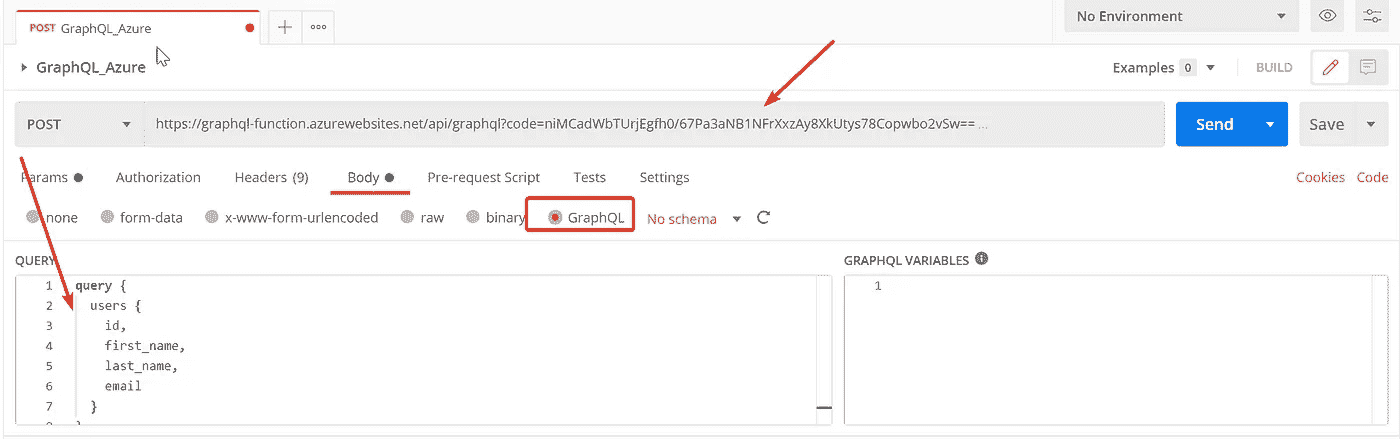 POST GraphQL_Azure
No Environment
GraphQL_Azure
Examples 0
BUILD
POST
https://graphql-function.azurewebsites.net/api/graphql?code=niMCadWbTUrjEgfh0/67Pa3aNB1NFrXxzAy8XkUtys78Copwbo2vSw== ...
Send
Save
Params Authorization Headers (9) Body Pre-request Script Tests Settings
Cookies Code
none form-data x-www-form-urlencoded raw binary GraphQL No schema
QUERY
1 query {
2 users {
3 id,
4 first_name,
5 last_name,
6 email
7 }
8 }
GRAPHQL VARIABLES
1